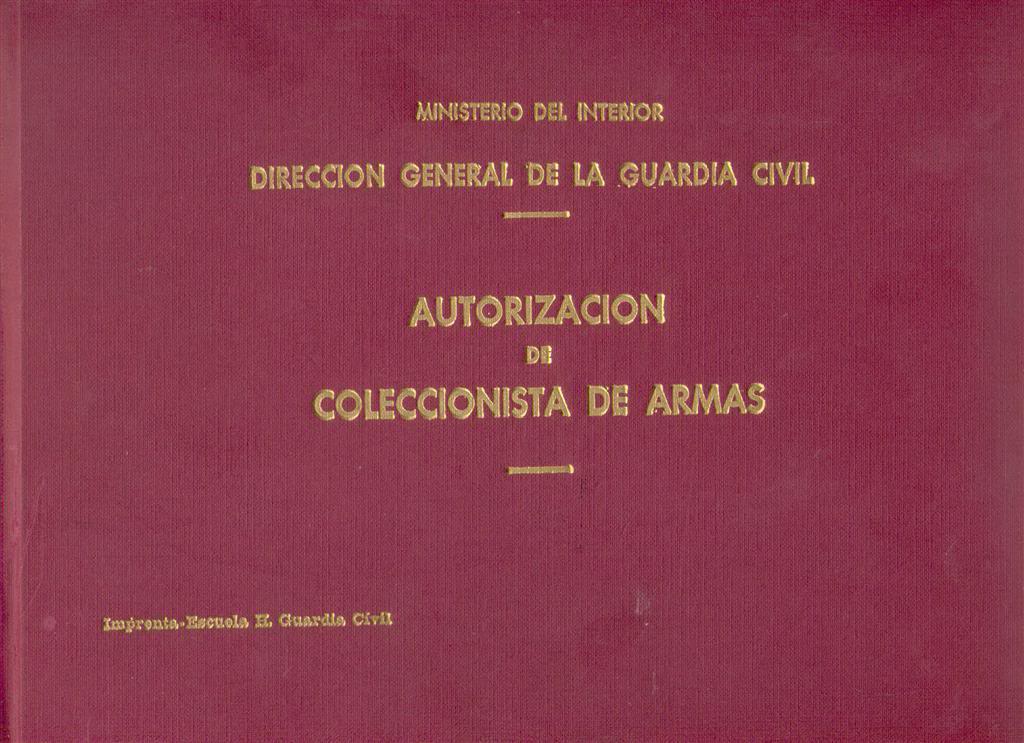 MINISTERIO DEL INTERIOR
DIRECCION GENERAL DE LA GUARDIA CIVIL
AUTORIZACION
DE
COLECCIONISTA DE ARMAS
Imprenta-Escuela H. Guardia Civil